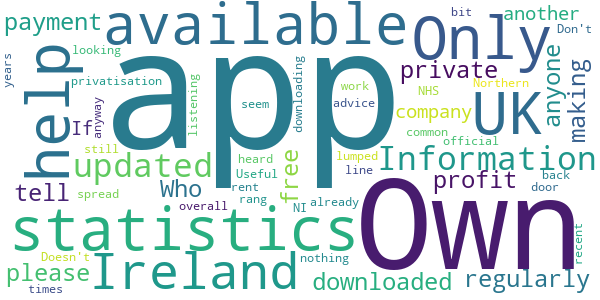 payment
available
Only
bit
another
Don't
years
help
looking
privatisation
app
private
anyone
making
If
anyway
listening
seem
downloading
work
advice
NHS
Northern
company
UK
common
official
still
updated
heard
Useful
free
lumped
line
Information
tell
spread
Who
rent
rang
already
profit
back
door
statistics
overall
NI
Own
recent
Doesn't
please
Ireland
nothing
downloaded
regularly
times